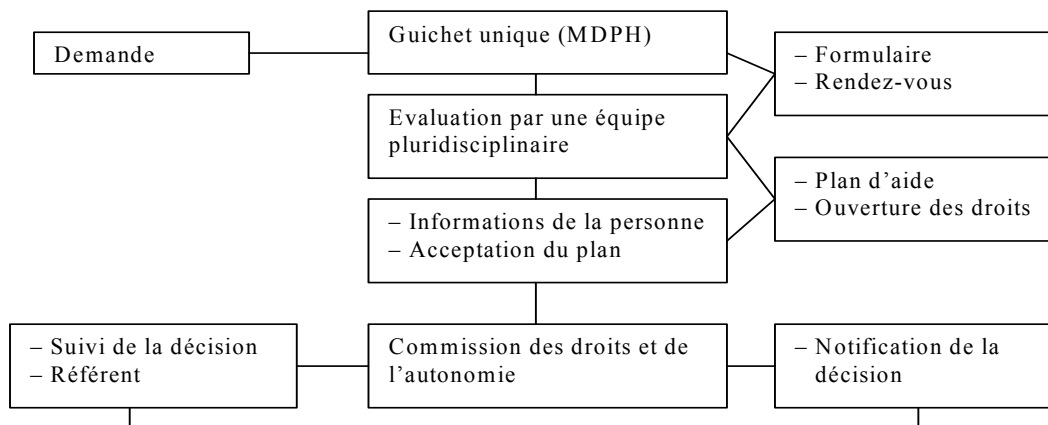 Demande
Guichet unique (MDPH)
– Formulaire
– Rendez-vous
Evaluation par une équipe
pluridisciplinaire
– Plan d'aide
– Ouverture des droits
– Informations de la personne
– Acceptation du plan
– Suivi de la décision
– Référent
Commission des droits et de
l'autonomie
– Notification de la
décision